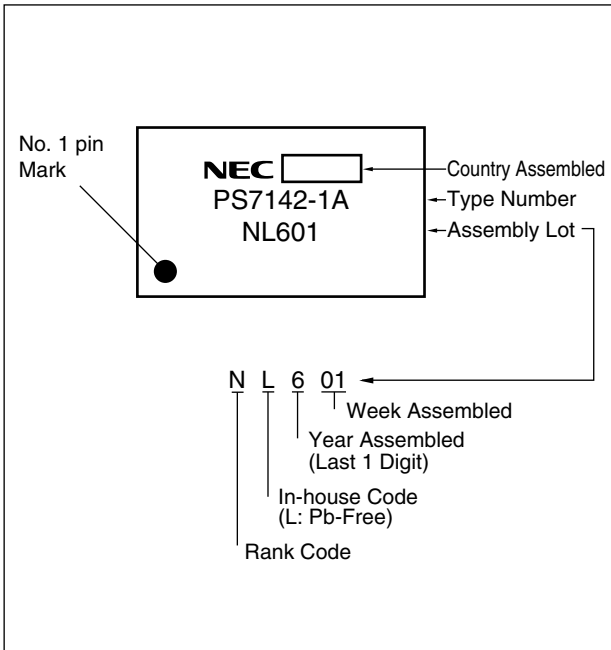 No. 1 pin
Mark
NEC
Country Assembled
PS7142-1A
Type Number
NL601
Assembly Lot
N L 6 01
Week Assembled
Year Assembled
(Last 1 Digit)
In-house Code
(L: Pb-Free)
Rank Code